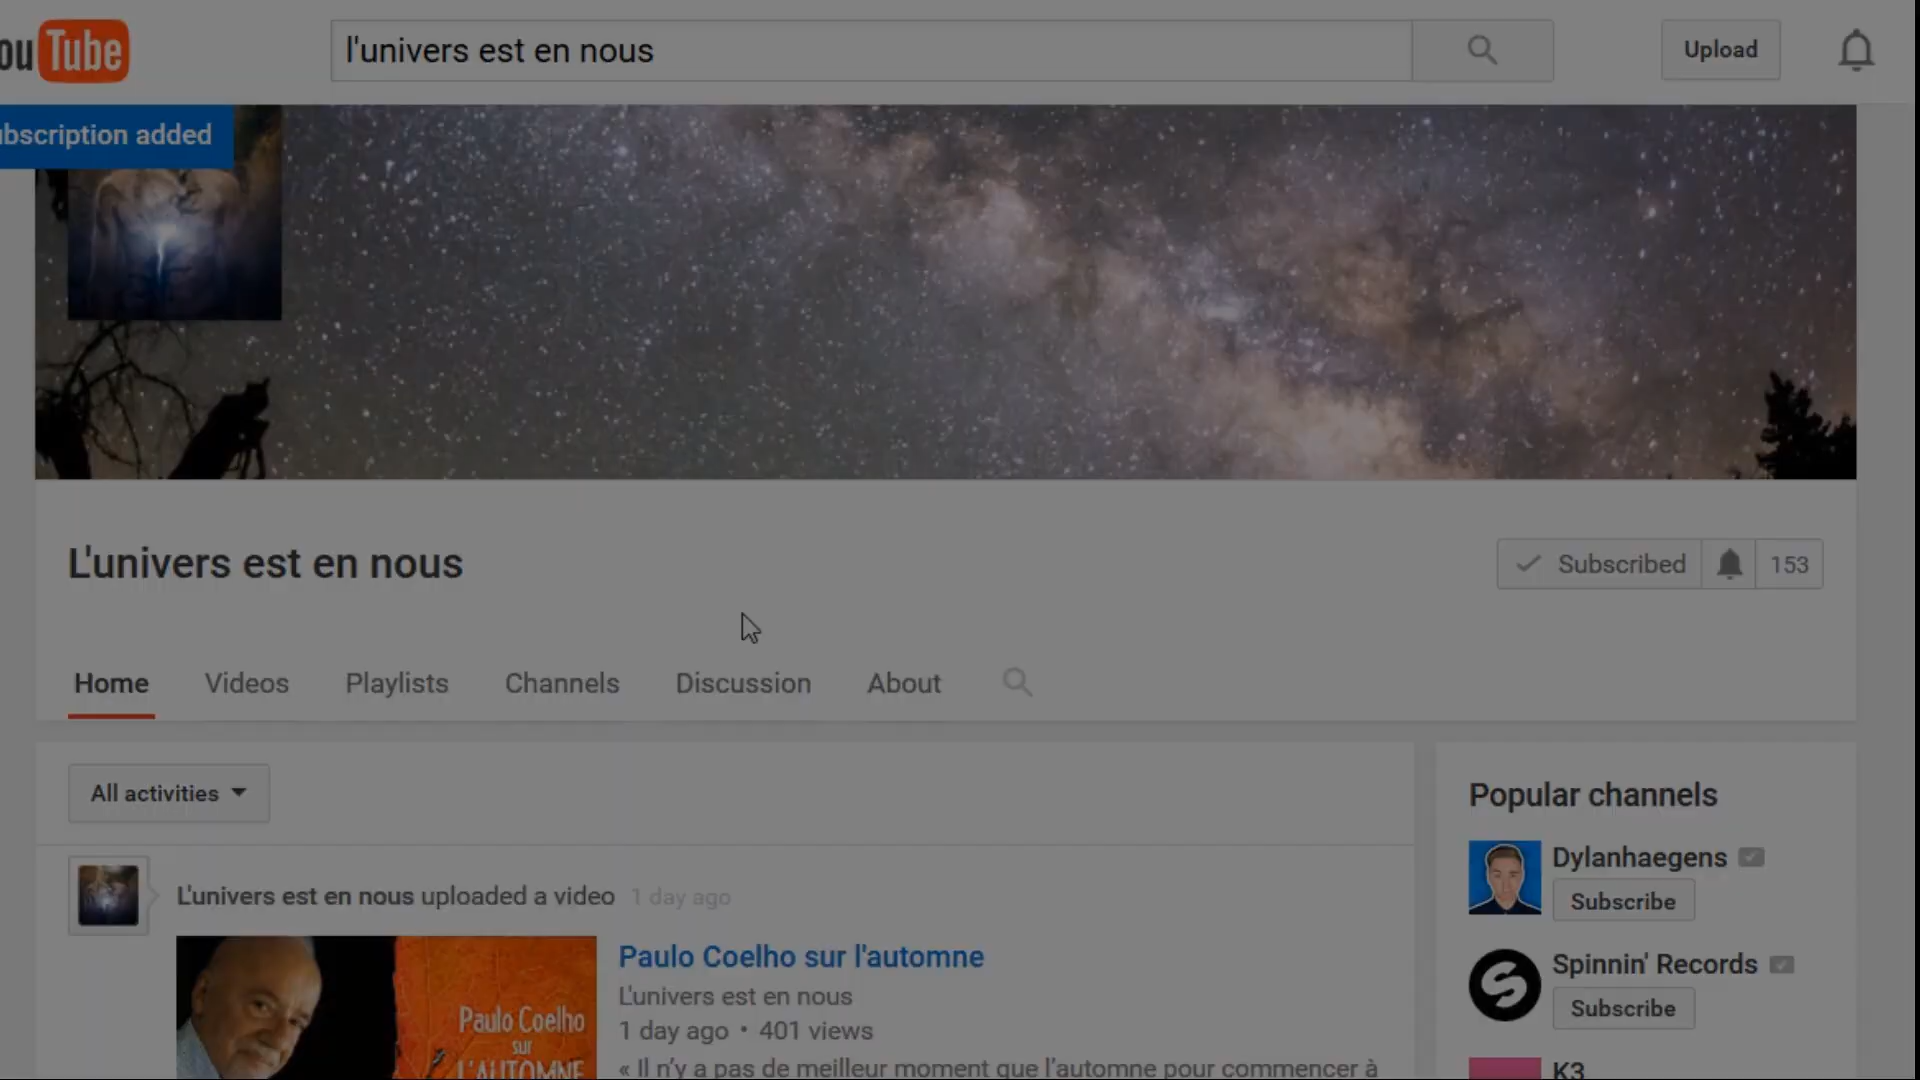 ou Tube
l'univers est en nous
Upload
ubscription added
L'univers est en nous
Subscribed
153
Home
Videos
Playlists
Channels
Discussion
About
All activities
Popular channels
Dylanhaegens
Subscribe
L'univers est en nous uploaded a video 1 day ago
Paulo Coelho sur l'automne
L'univers est en nous
1 day ago • 401 views
« Il n’y a pas de meilleur moment que l’automne pour commencer à
Paulo Coelho
sur
L'AUTOMNE
Spinnin' Records
Subscribe
K3